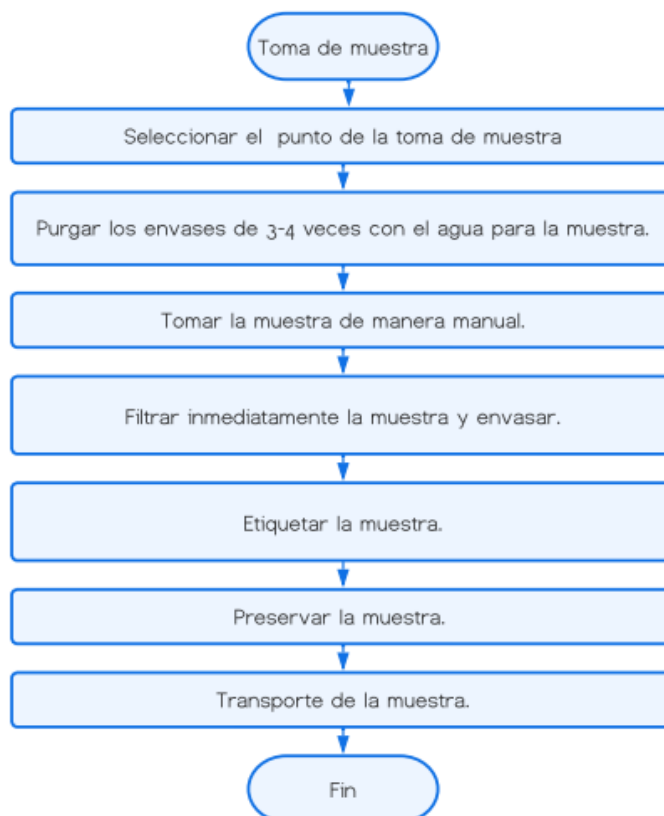 Toma de muestra
Seleccionar el punto de la toma de muestra
Purgar los envases de 3-4 veces con el agua para la muestra.
Tomar la muestra de manera manual.
Filtrar inmediatamente la muestra y envasar.
Etiquetar la muestra.
Preservar la muestra.
Transporte de la muestra.
Fin